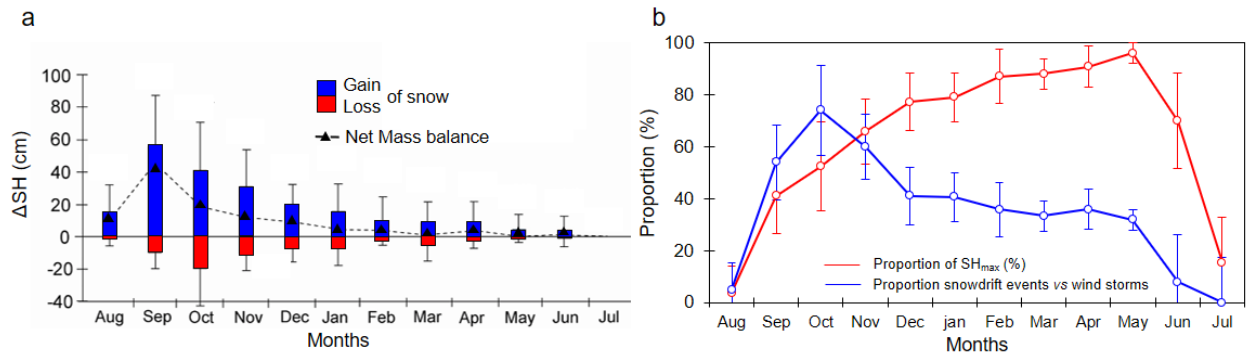 a
ΔSH (cm)
100
80
60
40
20
0
-20
-40
Gain
Loss
of snow
Net Mass balance
Aug Sep Oct Nov Dec Jan Feb Mar Apr May Jun Jul
Months
b
Proportion (%)
100
80
60
40
20
0
Proportion of SHmax (%)
Proportion snowdrift events vs wind storms
Aug Sep Oct Nov Dec jan Feb Mar Apr May Jun Jul
Months